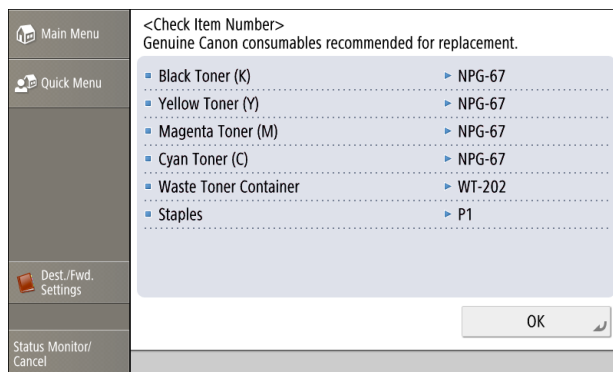 Main Menu
Quick Menu
Dest./Fwd.
Settings
Status Monitor/
Cancel
<Check Item Number>
Genuine Canon consumables recommended for replacement.
Black Toner (K) NPG-67
Yellow Toner (Y) NPG-67
Magenta Toner (M) NPG-67
Cyan Toner (C) NPG-67
Waste Toner Container WT-202
Staples P1
OK